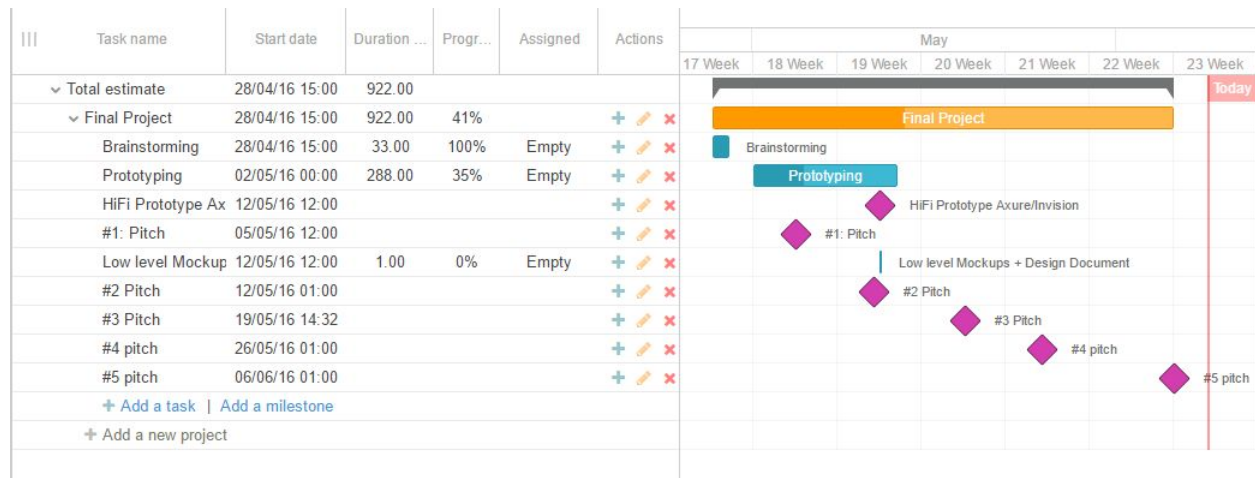 Task name Start date Duration ... Progr... Assigned Actions May
17 Week 18 Week 19 Week 20 Week 21 Week 22 Week 23 Week
Total estimate 28/04/16 15:00 922.00 Today
Final Project 28/04/16 15:00 922.00 41% Final Project
Brainstorming 28/04/16 15:00 33.00 100% Empty Brainstorming
Prototyping 02/05/16 00:00 288.00 35% Empty Prototyping
HiFi Prototype Ax 12/05/16 12:00 HiFi Prototype Axure/Invision
#1: Pitch 05/05/16 12:00 #1: Pitch
Low level Mockup 12/05/16 12:00 1.00 0% Empty Low level Mockups + Design Document
#2 Pitch 12/05/16 01:00 #2 Pitch
#3 Pitch 19/05/16 14:32 #3 Pitch
#4 pitch 26/05/16 01:00 #4 pitch
#5 pitch 06/06/16 01:00 #5 pitch
+ Add a task | Add a milestone
+ Add a new project